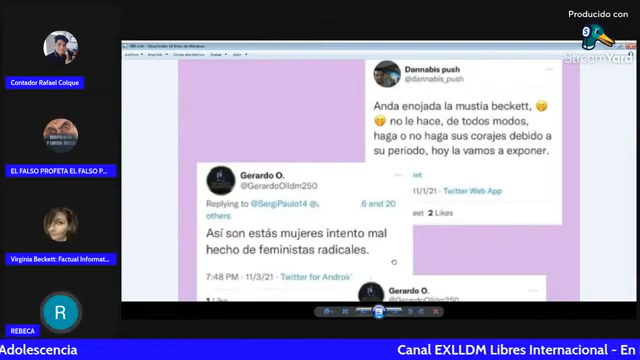 Producido con
StreamYard
Contador Rafael Colque
EL FALSO PROFETA EL FALSO P...
Virginia Beckett: Factual Informat...
R
REBECA
Dannabis push
@dannabis_push
Anda enojada la mustia beckett, 🤭
🤭 no le hace, de todos modos,
haga o no haga sus corajes debido a
su periodo, hoy la vamos a exponer.
11/1/21 · Twitter Web App
2 Likes
Gerardo O.
@GerardoOlldm250
Replying to @SergiPaulo14 6 and 20
others
Así son estás mujeres intento mal
hecho de feministas radicales.
7:48 PM · 11/3/21 · Twitter for Androi
1 Like
Gerardo O.
@GerardoOlldm250
Adolescencia
Canal EXLLDM Libres Internacional - En